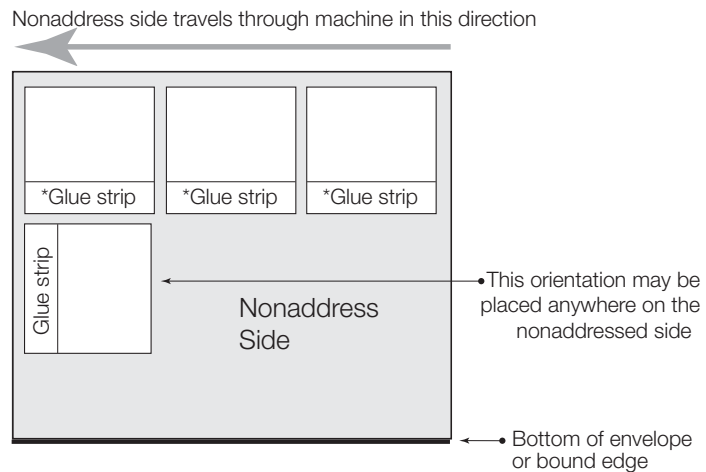 Nonaddress side travels through machine in this direction
*Glue strip
*Glue strip
*Glue strip
Glue strip
This orientation may be
placed anywhere on the
nonaddressed side
Nonaddress
Side
Bottom of envelope
or bound edge